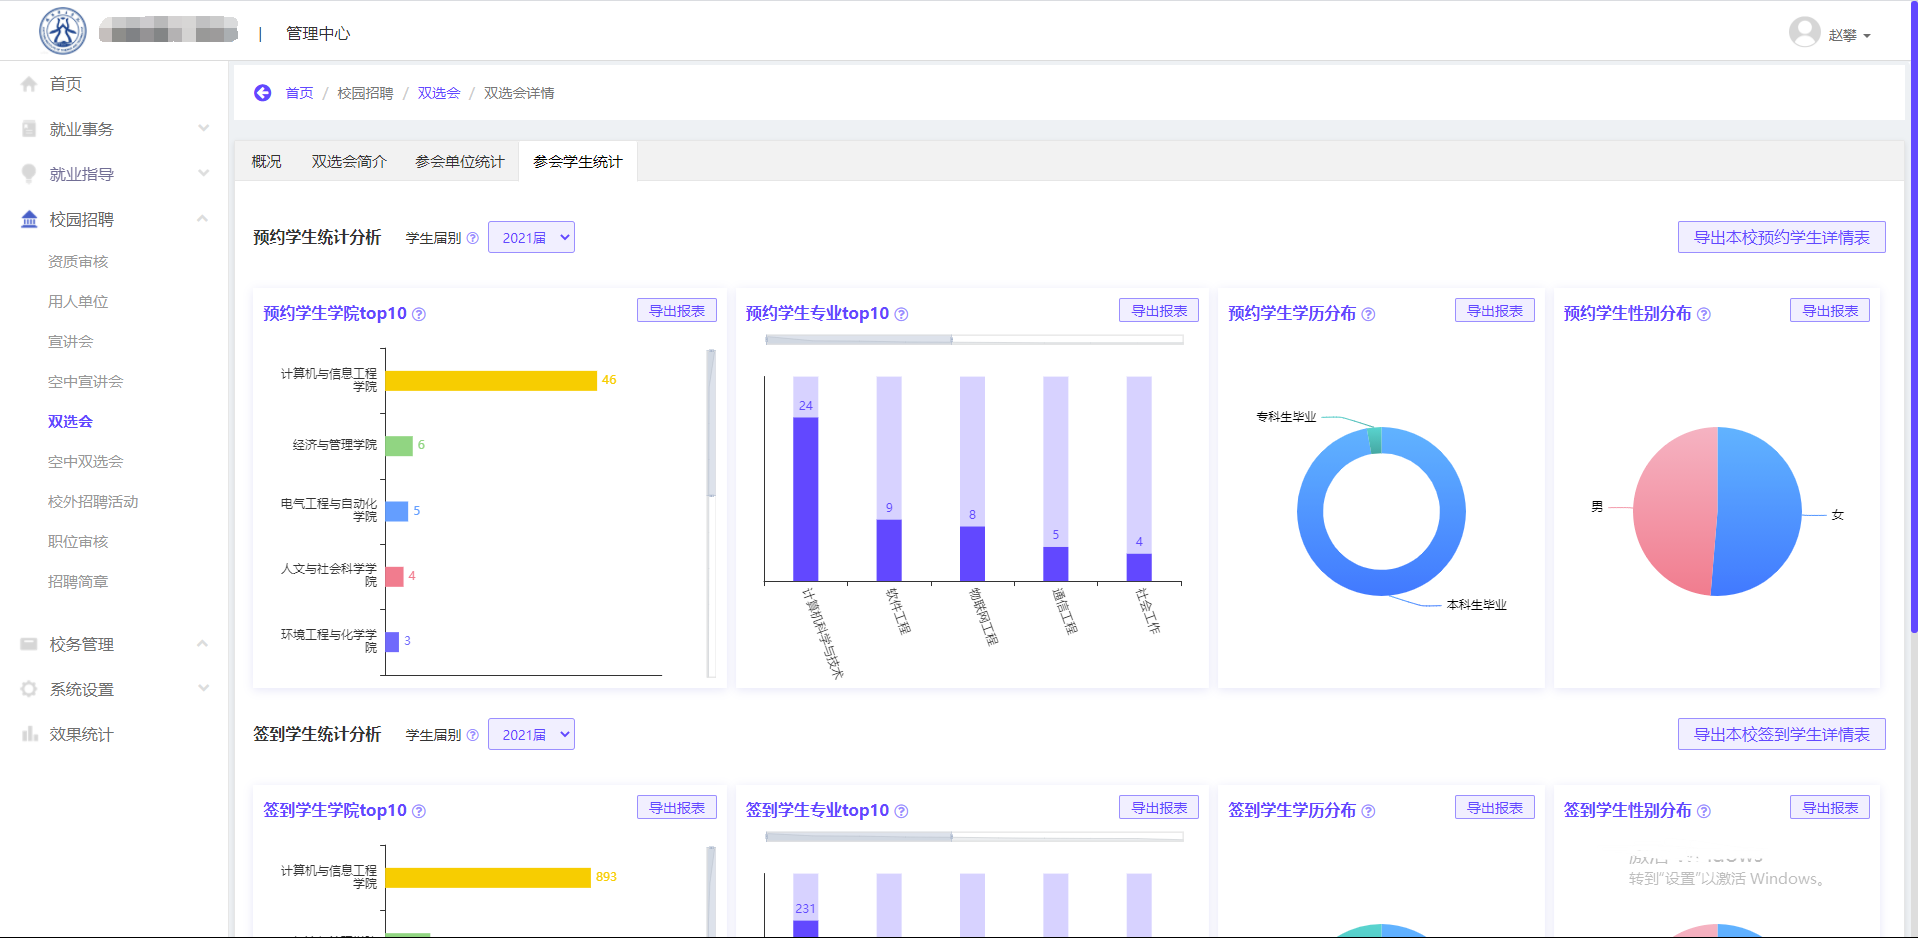 管理中心
赵攀
首页
就业事务
就业指导
校园招聘
资质审核
用人单位
宣讲会
空中宣讲会
双选会
空中双选会
校外招聘活动
职位审核
招聘简章
校务管理
系统设置
效果统计
首页 / 校园招聘 / 双选会 / 双选会详情
概况 双选会简介 参会单位统计 参会学生统计
预约学生统计分析 学生届别 2021届 导出本校预约学生详情表
预约学生学院top10 导出报表
计算机与信息工程
学院
46
经济与管理学院 6
电气工程与自动化
学院
5
人文与社会科学学
院
4
环境工程与化学学
院
3
预约学生专业top10 导出报表
24 9 8 5 4
计算机科学与技术 软件工程 物联网工程 通信工程 社会工作
预约学生学历分布 导出报表
专科生毕业
本科生毕业
预约学生性别分布 导出报表
男
女
签到学生统计分析 学生届别 2021届 导出本校签到学生详情表
签到学生学院top10 导出报表
计算机与信息工程
学院
893
签到学生专业top10 导出报表
231
签到学生学历分布 导出报表
签到学生性别分布 导出报表
转到“设置”以激活 Windows。